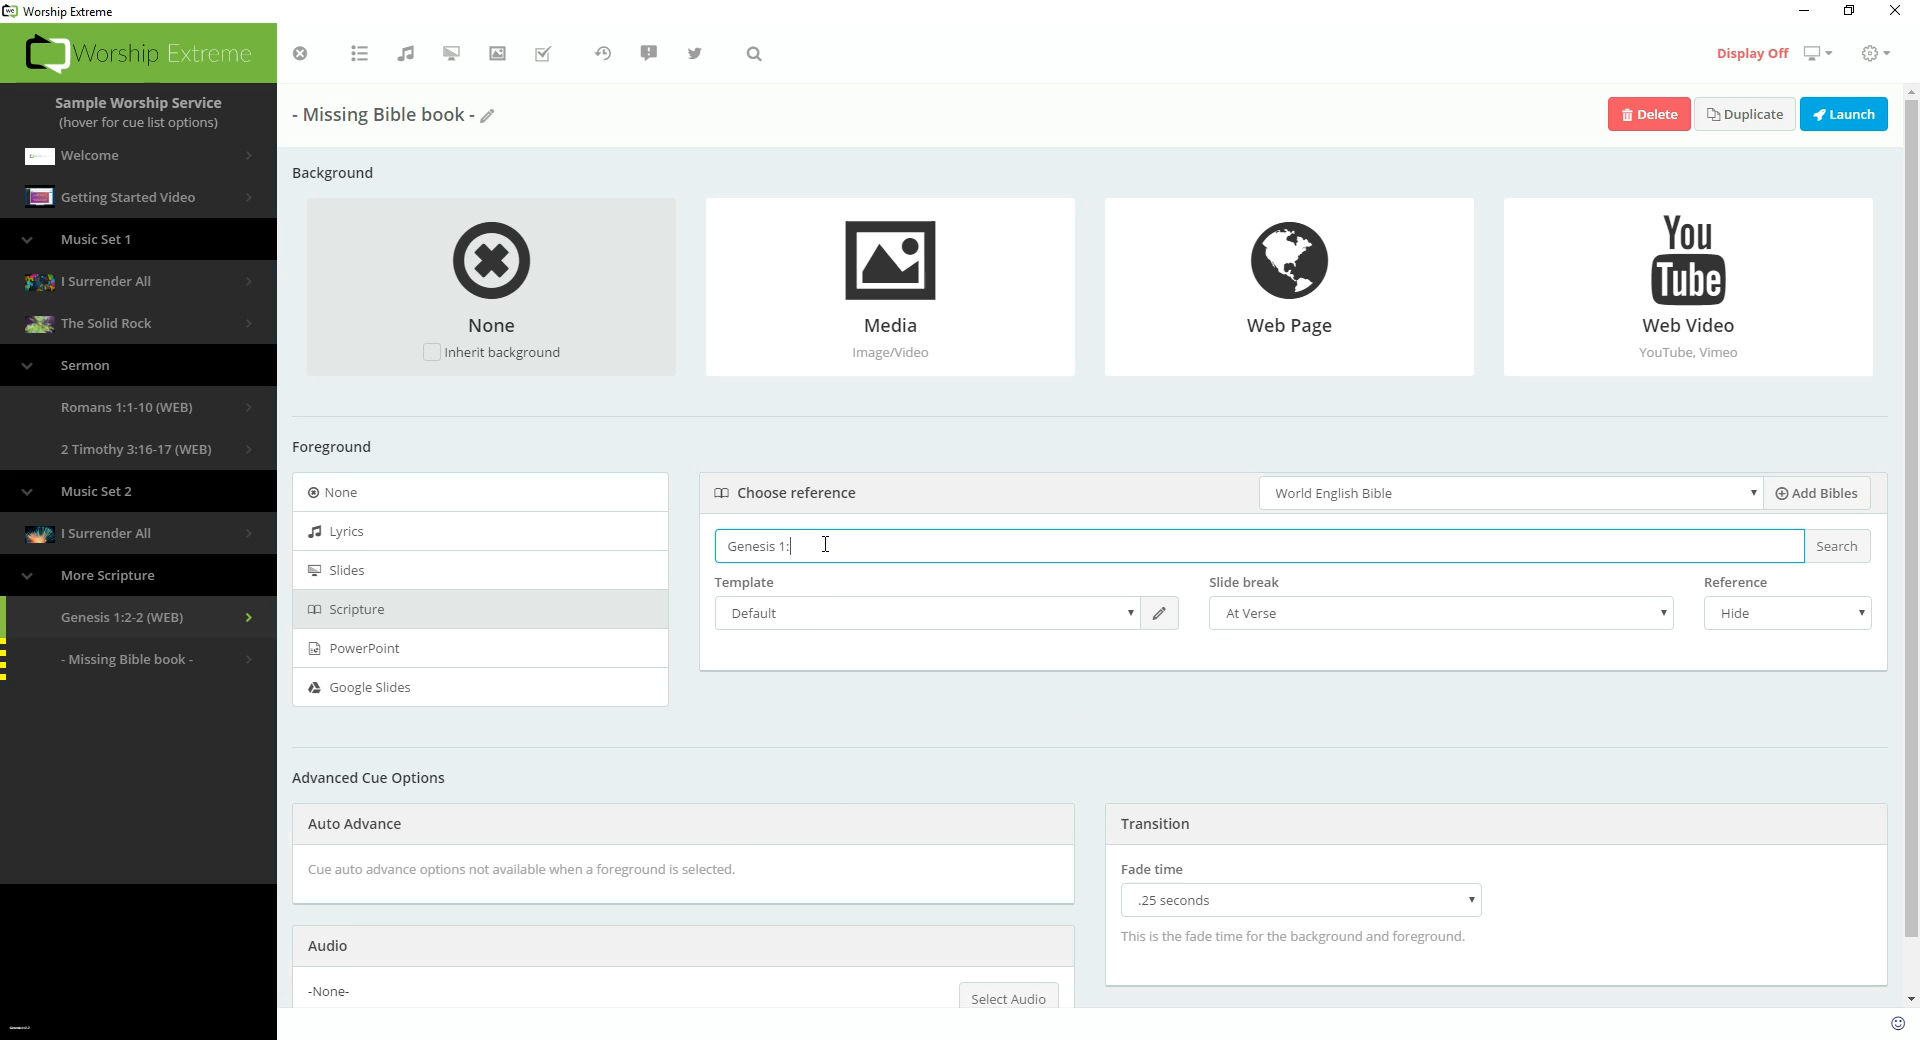 Worship Extreme
Worship Extreme
Display Off
Sample Worship Service
(hover for cue list options)
Welcome
Getting Started Video
Music Set 1
I Surrender All
The Solid Rock
Sermon
Romans 1:1-10 (WEB)
2 Timothy 3:16-17 (WEB)
Music Set 2
I Surrender All
More Scripture
Genesis 1:2-2 (WEB)
- Missing Bible book -
- Missing Bible book -
Delete
Duplicate
Launch
Background
None
Inherit background
Media
Image/Video
Web Page
You
Tube
Web Video
YouTube, Vimeo
Foreground
None
Lyrics
Slides
Scripture
PowerPoint
Google Slides
Choose reference
World English Bible
Add Bibles
Genesis 1:
Search
Template
Slide break
Reference
Default
At Verse
Hide
Advanced Cue Options
Auto Advance
Cue auto advance options not available when a foreground is selected.
Audio
-None-
Select Audio
Transition
Fade time
.25 seconds
This is the fade time for the background and foreground.